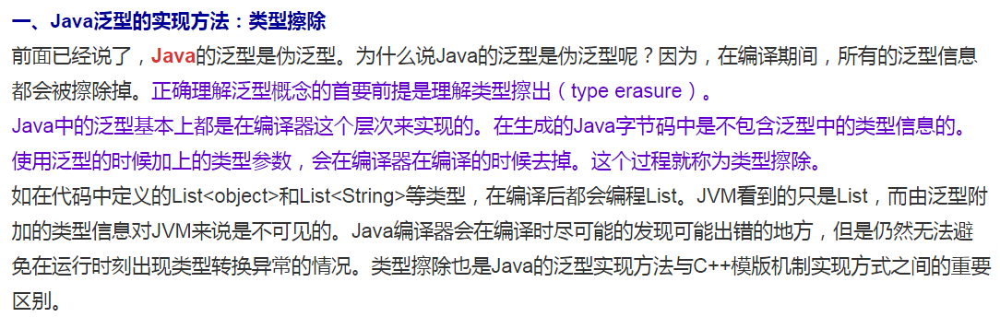 一、Java泛型的实现方法：类型擦除
前面已经说了，Java的泛型是伪泛型。为什么说Java的泛型是伪泛型呢？因为，在编译期间，所有的泛型信息
都会被擦除掉。正确理解泛型概念的首要前提是理解类型擦出（type erasure）。
Java中的泛型基本上都是在编译器这个层次来实现的。在生成的Java字节码中是不包含泛型中的类型信息的。
使用泛型的时候加上的类型参数，会在编译器在编译的时候去掉。这个过程就称为类型擦除。
如在代码中定义的List<object>和List<String>等类型，在编译后都会编程List。JVM看到的只是List，而由泛型附
加的类型信息对JVM来说是不可见的。Java编译器会在编译时尽可能的发现可能出错的地方，但是仍然无法避
免在运行时刻出现类型转换异常的情况。类型擦除也是Java的泛型实现方法与C++模版机制实现方式之间的重要
区别。